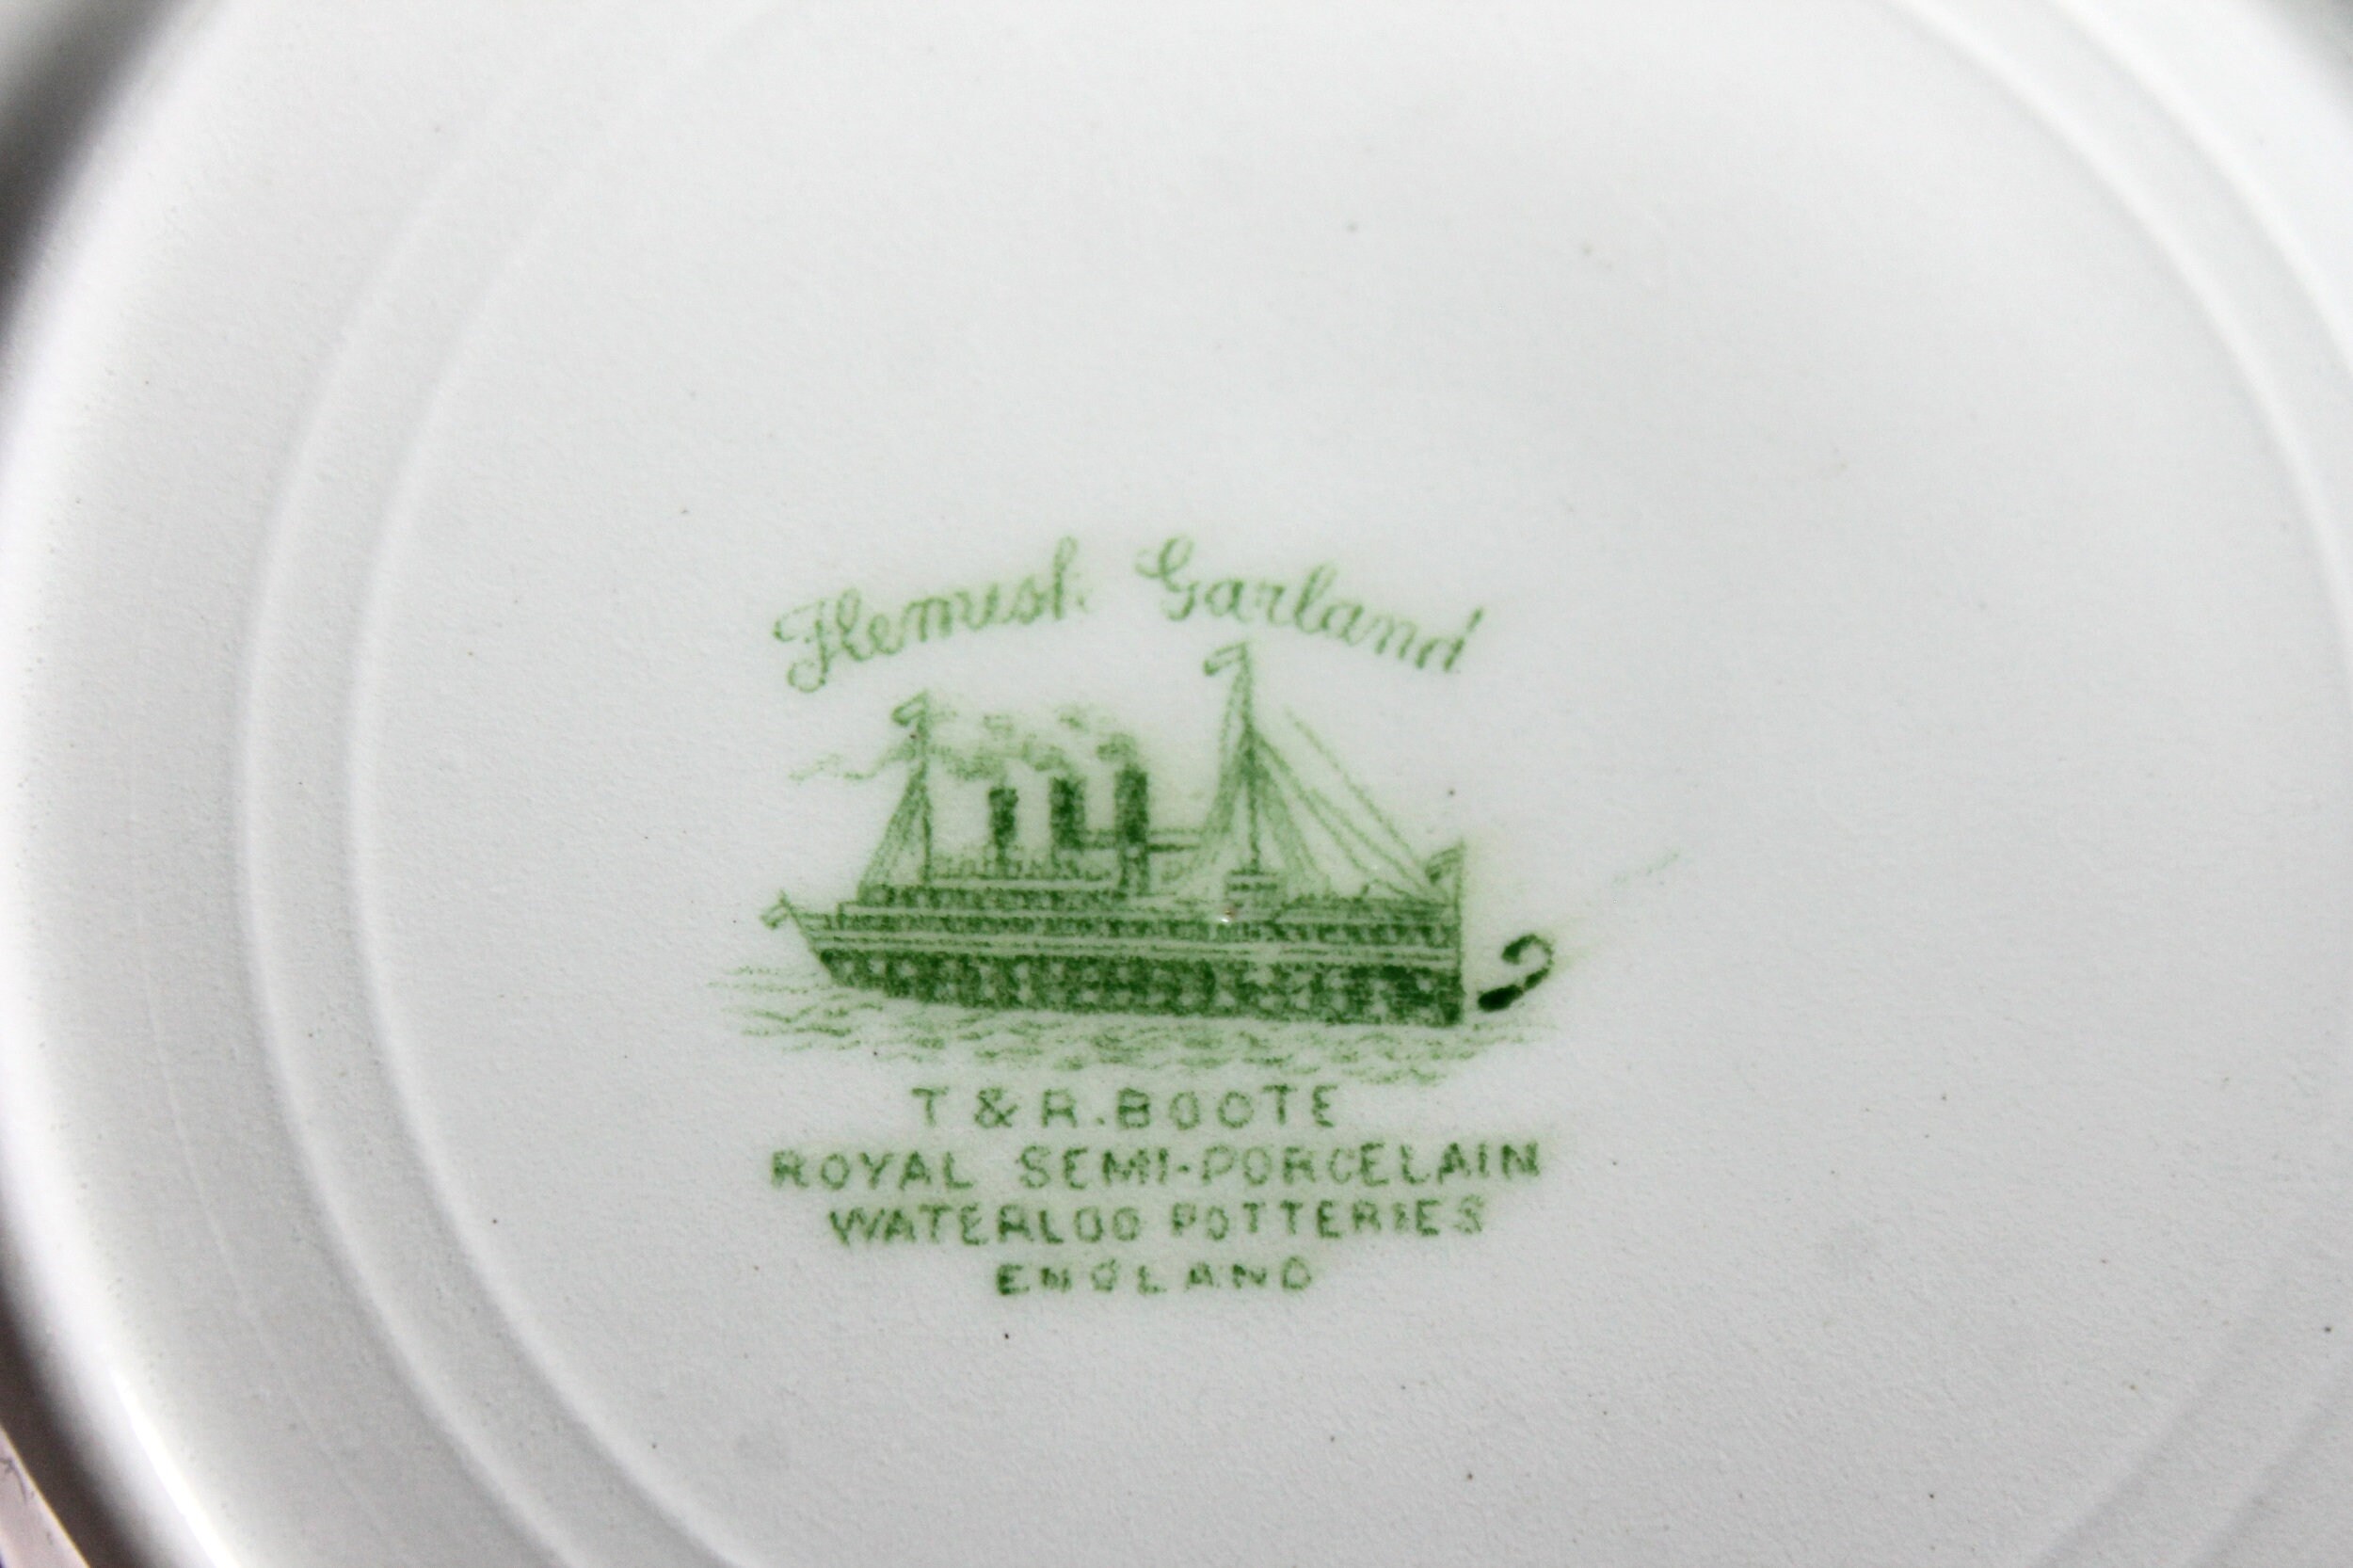 Flemish Garland
T & R. BOOTE
ROYAL SEMI-PORCELAIN
WATERLOO POTTERIES
ENGLAND